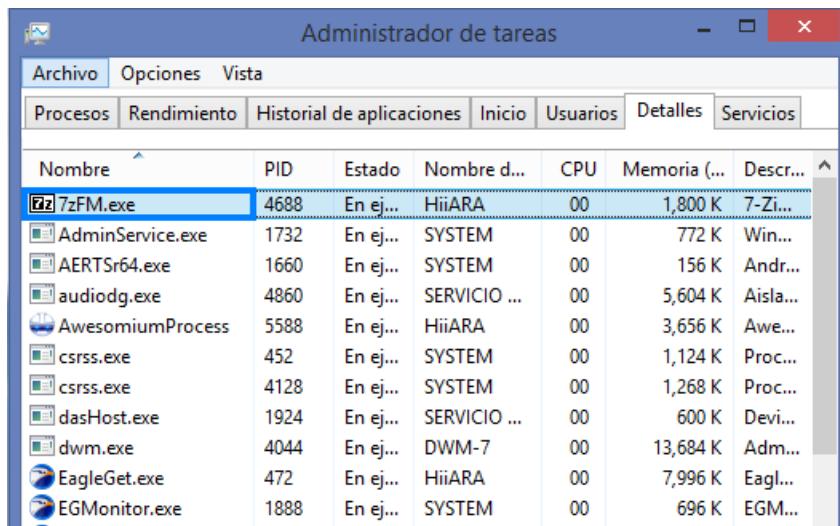 Administrador de tareas
Archivo Opciones Vista
Procesos Rendimiento Historial de aplicaciones Inicio Usuarios Detalles Servicios
Nombre PID Estado Nombre d... CPU Memoria (... Descr...
7z 7zFM.exe 4688 En ej... HiiARA 00 1,800 K 7-Zi...
AdminService.exe 1732 En ej... SYSTEM 00 772 K Win...
AERTSr64.exe 1660 En ej... SYSTEM 00 156 K Andr...
audiodg.exe 4860 En ej... SERVICIO ... 00 5,604 K Aisla...
AwesomiumProcess 5588 En ej... HiiARA 00 3,656 K Awe...
csrss.exe 452 En ej... SYSTEM 00 1,124 K Proc...
csrss.exe 4128 En ej... SYSTEM 00 1,268 K Proc...
dasHost.exe 1924 En ej... SERVICIO ... 00 600 K Devi...
dwm.exe 4044 En ej... DWM-7 00 13,684 K Adm...
EagleGet.exe 472 En ej... HiiARA 00 7,996 K Eagl...
EGMonitor.exe 1888 En ej... SYSTEM 00 696 K EGM...